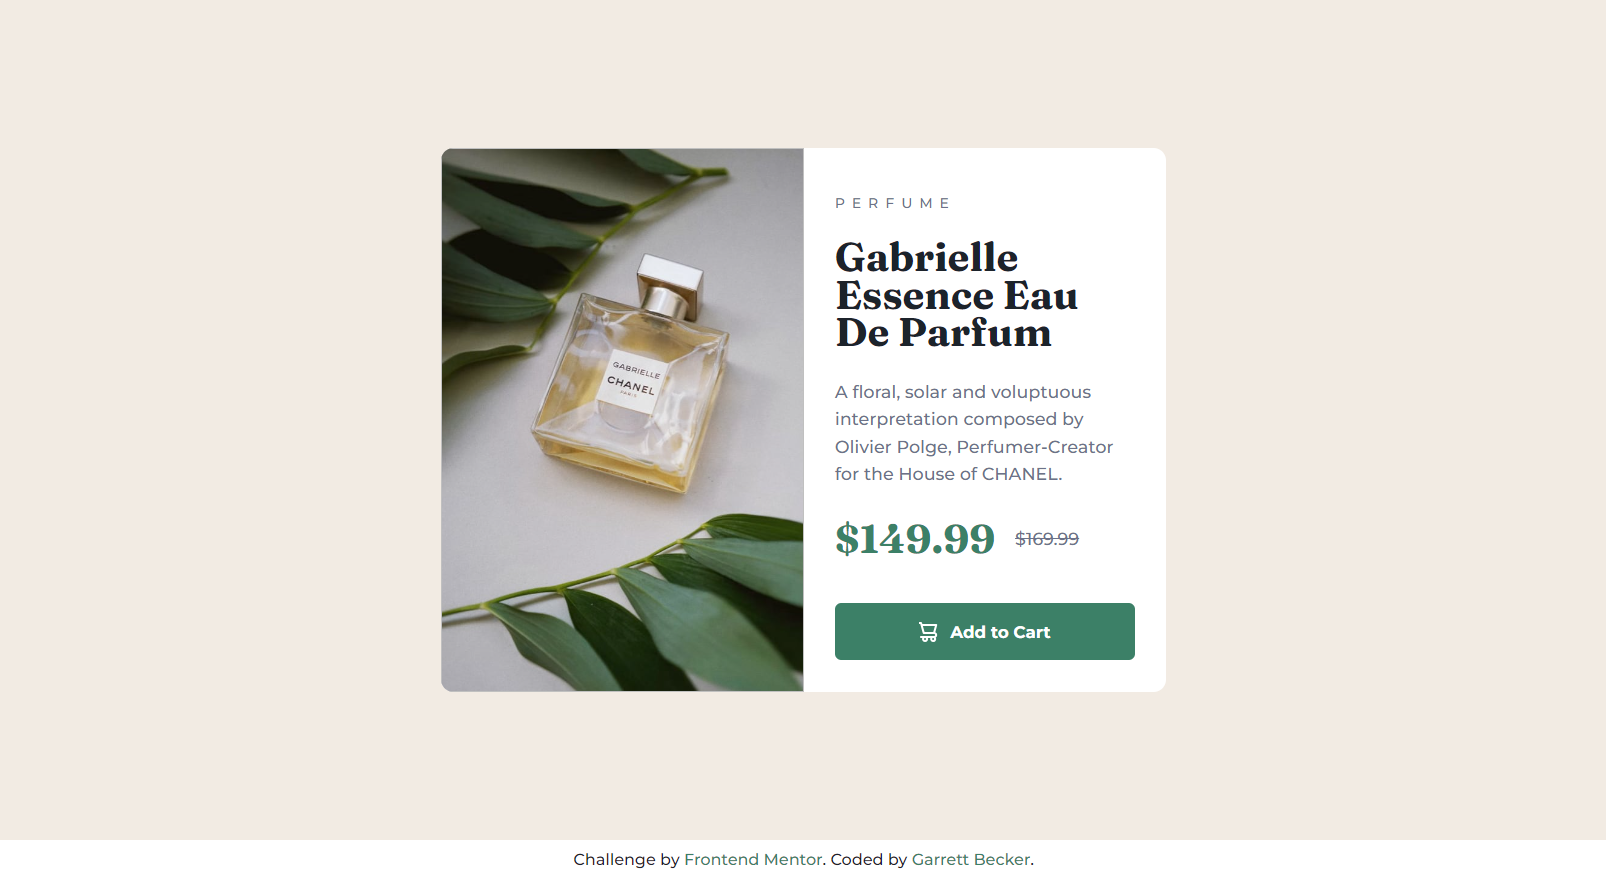 GABRIELLE
CHANEL
PARIS
PERFUME
Gabrielle
Essence Eau
De Parfum
A floral, solar and voluptuous
interpretation composed by
Olivier Polge, Perfumer-Creator
for the House of CHANEL.
$149.99 $169.99
Add to Cart
Challenge by Frontend Mentor. Coded by Garrett Becker.